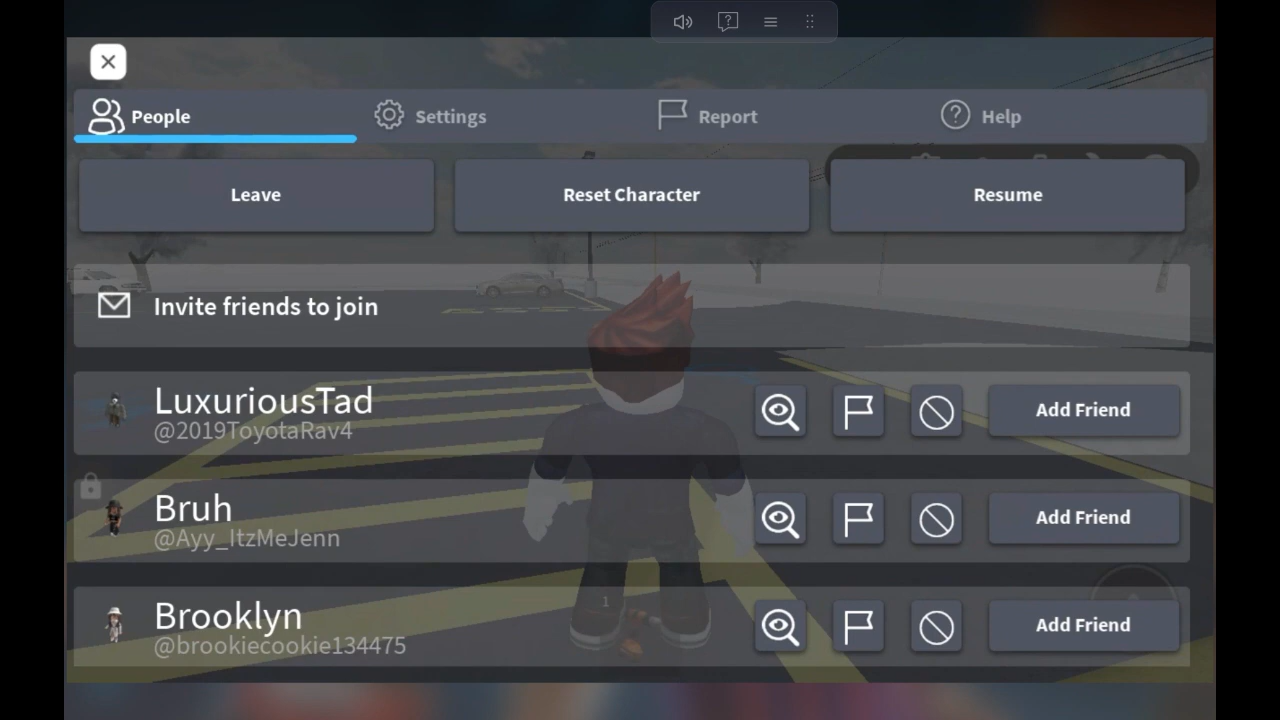 People
Settings
Report
Help
Leave
Reset Character
Resume
Invite friends to join
LuxuriousTad
@2019ToyotaRav4
Add Friend
Bruh
@Ayy_ItzMeJenn
Add Friend
Brooklyn
@brookiecookie134475
Add Friend
1